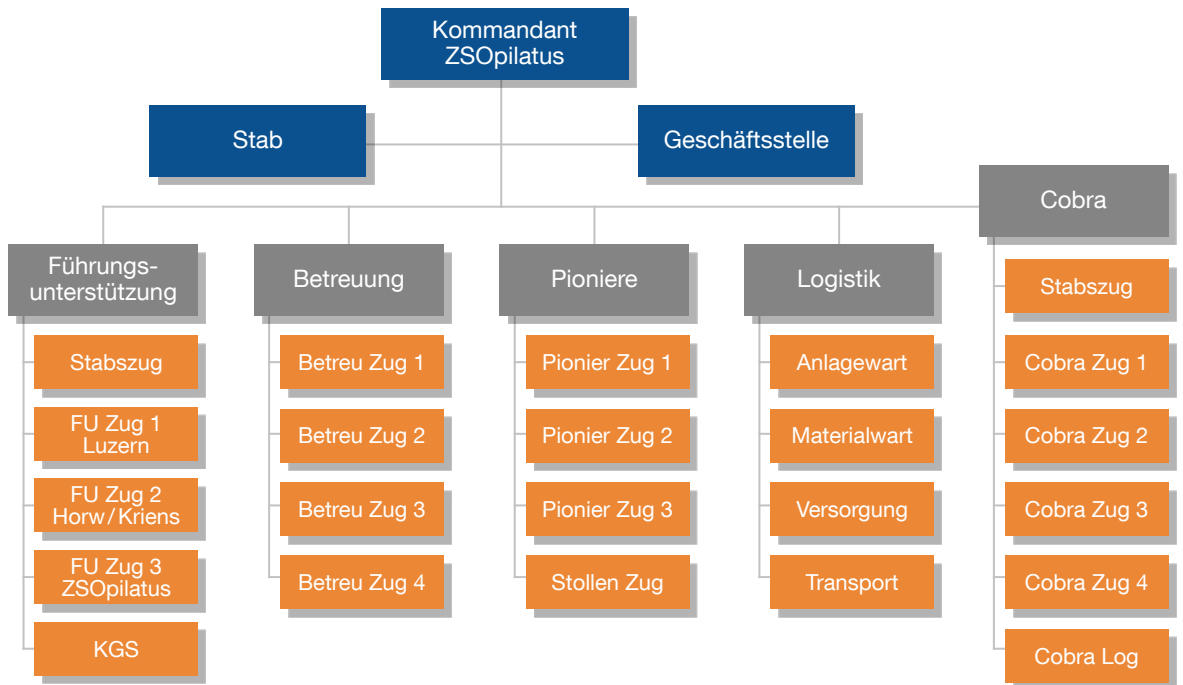 Kommandant
ZSOpilatus
Stab
Geschäftsstelle
Cobra
Führungs-
unterstützung
Betreuung
Pioniere
Logistik
Stabszug
FU Zug 1
Luzern
FU Zug 2
Horw/Kriens
FU Zug 3
ZSOpilatus
KGS
Betreu Zug 1
Betreu Zug 2
Betreu Zug 3
Betreu Zug 4
Pionier Zug 1
Pionier Zug 2
Pionier Zug 3
Stollen Zug
Anlagewart
Materialwart
Versorgung
Transport
Stabszug
Cobra Zug 1
Cobra Zug 2
Cobra Zug 3
Cobra Zug 4
Cobra Log